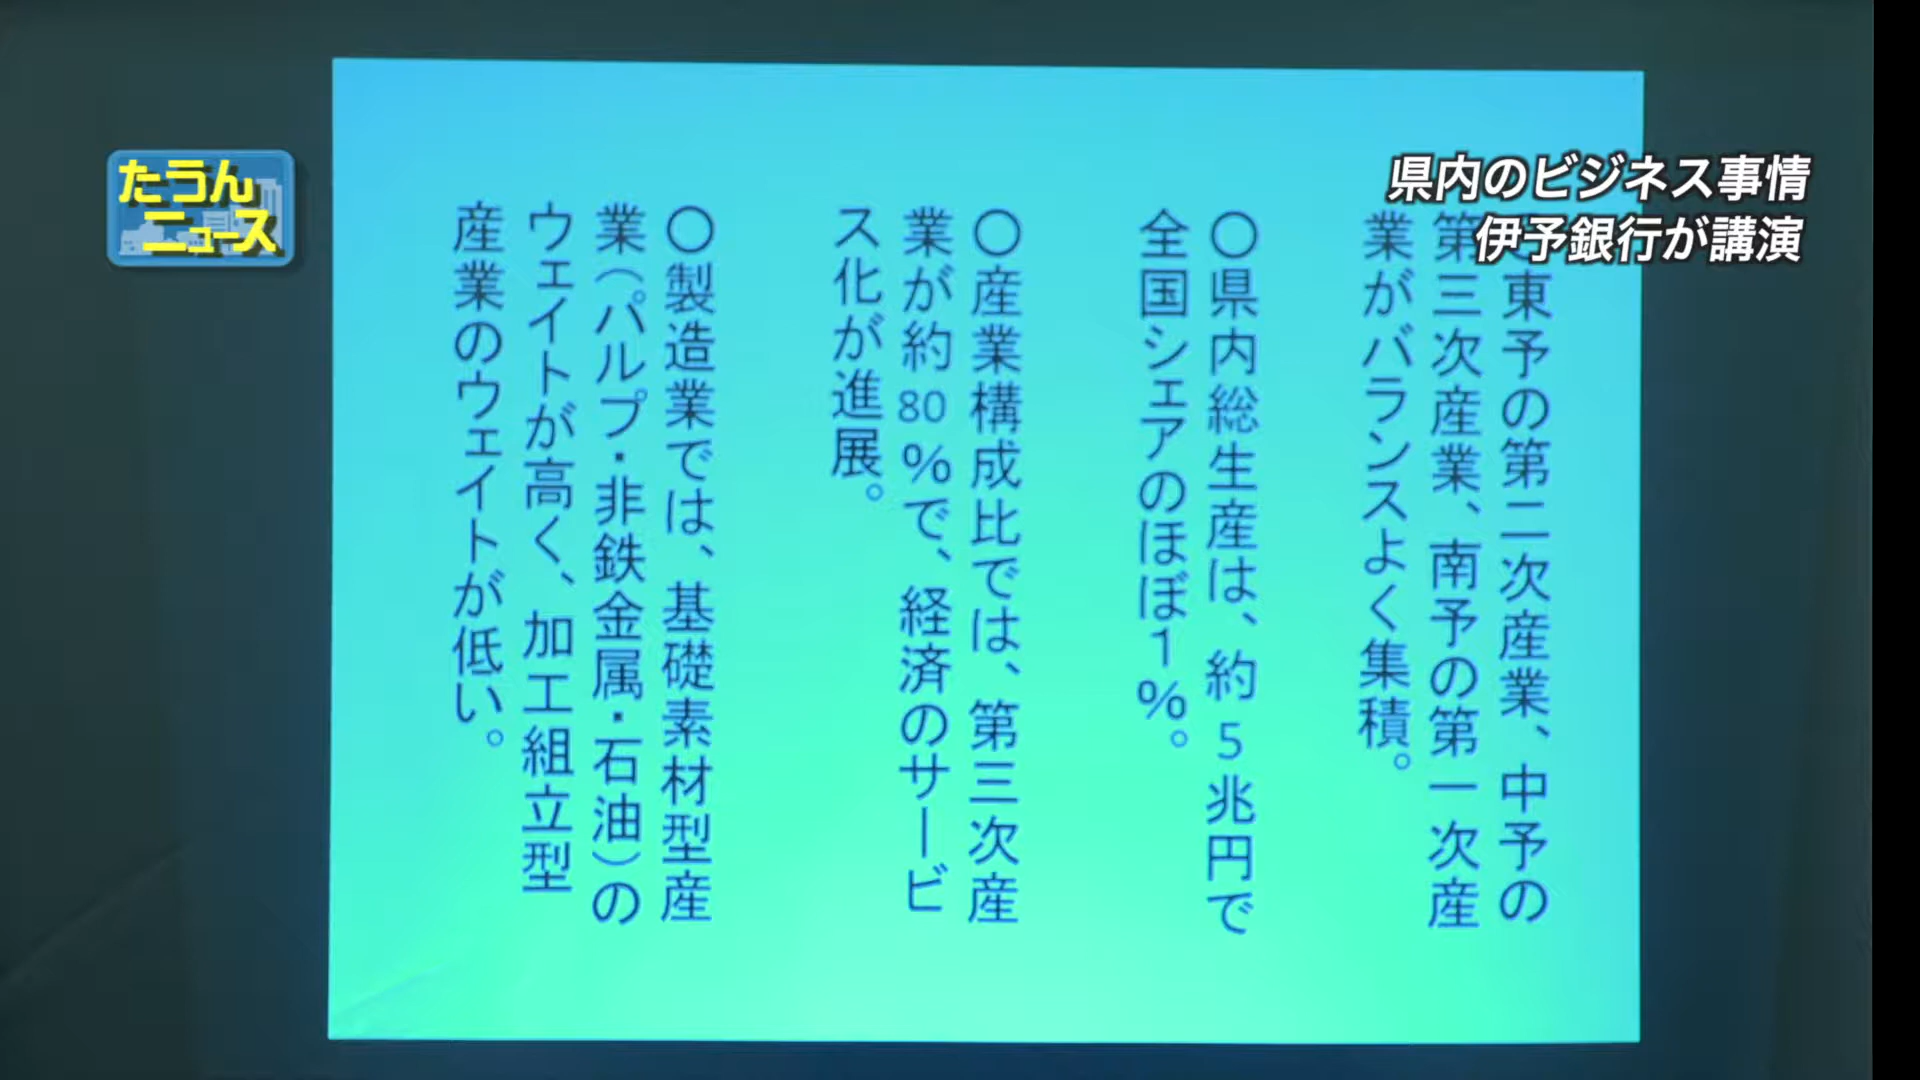 たうん
ニュース
県内のビジネス事情
伊予銀行が講演
東予の第二次産業、中予の
第三次産業、南予の第一次産
業がバランスよく集積。
〇県内総生産は、約5兆円で
全国シェアのほぼ1%。
〇産業構成比では、第三次産
業が約80%で、経済のサービ
ス化が進展。
〇製造業では、基礎素材型産
業(パルプ・非鉄金属・石油)の
ウェイトが高く、加工組立型
産業のウェイトが低い。